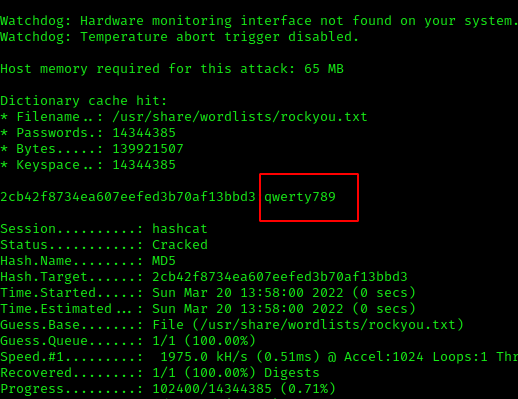 Watchdog: Hardware monitoring interface not found on your system.
Watchdog: Temperature abort trigger disabled.
Host memory required for this attack: 65 MB
Dictionary cache hit:
* Filename..: /usr/share/wordlists/rockyou.txt
* Passwords.: 14344385
* Bytes.....: 139921507
* Keyspace..: 14344385
2cb42f8734ea607eefed3b70af13bbd3 qwerty789
Session..........: hashcat
Status...........: Cracked
Hash.Name........: MD5
Hash.Target......: 2cb42f8734ea607eefed3b70af13bbd3
Time.Started.....: Sun Mar 20 13:58:00 2022 (0 secs)
Time.Estimated...: Sun Mar 20 13:58:00 2022 (0 secs)
Guess.Base.......: File (/usr/share/wordlists/rockyou.txt)
Guess.Queue......: 1/1 (100.00%)
Speed.#1.........:  1975.0 kH/s (0.51ms) @ Accel:1024 Loops:1 Thr
Recovered........: 1/1 (100.00%) Digests
Progress.........: 102400/14344385 (0.71%)